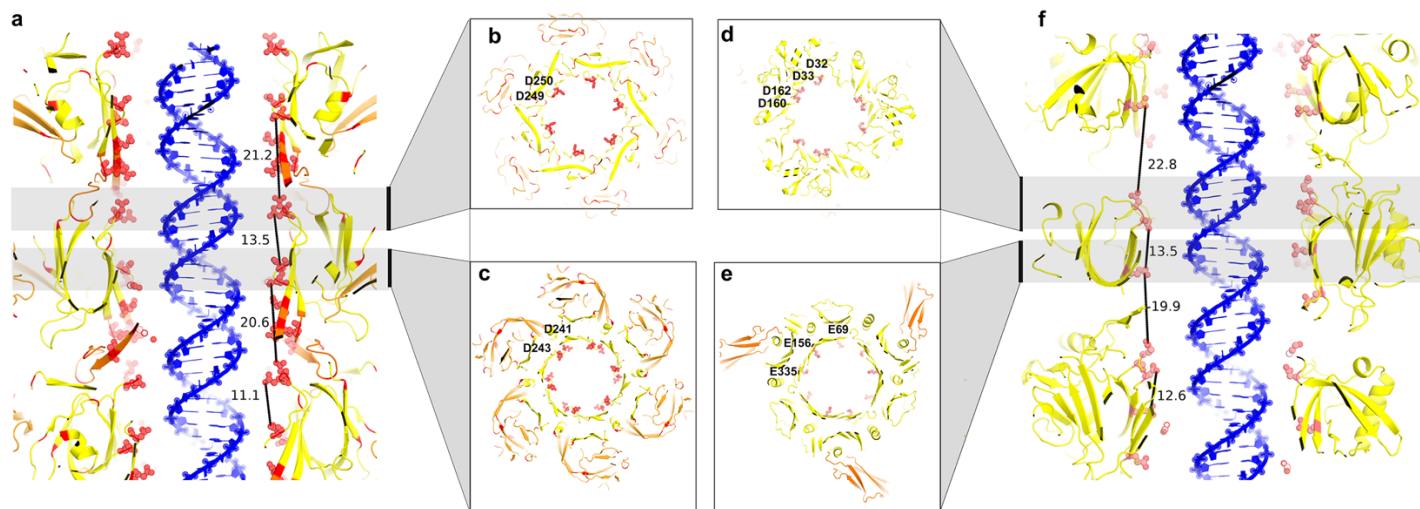 a
21.2
13.5
20.6
11.1
b
D250
D249
c
D241
D243
d
D32
D33
D162
D160
e
E69
E156
E335
f
22.8
13.5
19.9
12.6